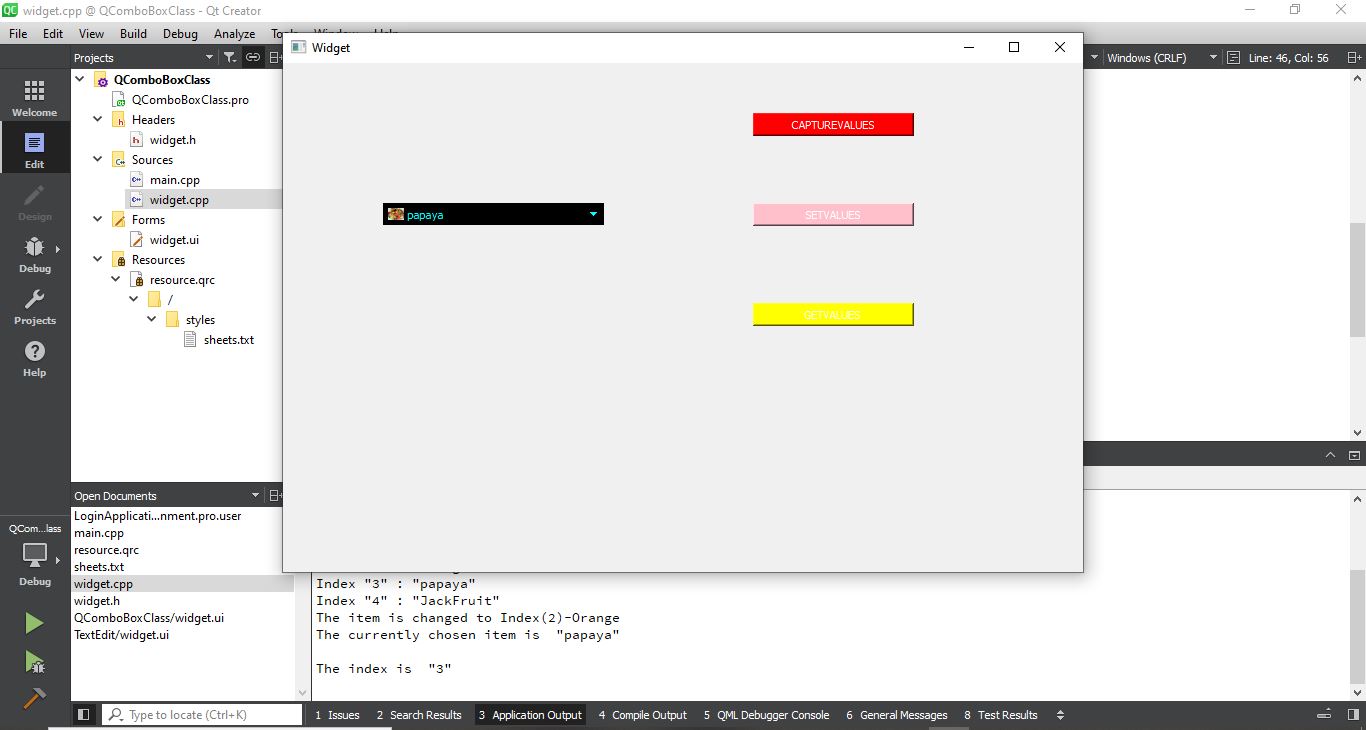 QC widget.cpp @ QComboBoxClass - Qt Creator
File Edit View Build Debug Analyze
Projects
Widget
Windows (CRLF) Line: 46, Col: 56
QComboBoxClass
QComboBoxClass.pro
Headers
widget.h
Sources
main.cpp
widget.cpp
Forms
widget.ui
Resources
resource.qrc
/
styles
sheets.txt
Welcome
Edit
Design
Debug
Projects
Help
CAPTUREVALUES
papaya
SETVALUES
GETVALUES
Open Documents
LoginApplicati...nment.pro.user
main.cpp
resource.qrc
sheets.txt
widget.cpp
widget.h
QComboBoxClass/widget.ui
TextEdit/widget.ui
QCom...lass
Debug
Index "3" : "papaya"
Index "4" : "JackFruit"
The item is changed to Index(2)-Orange
The currently chosen item is "papaya"
The index is "3"
Type to locate (Ctrl+K)
1 Issues 2 Search Results 3 Application Output 4 Compile Output 5 QML Debugger Console 6 General Messages 8 Test Results